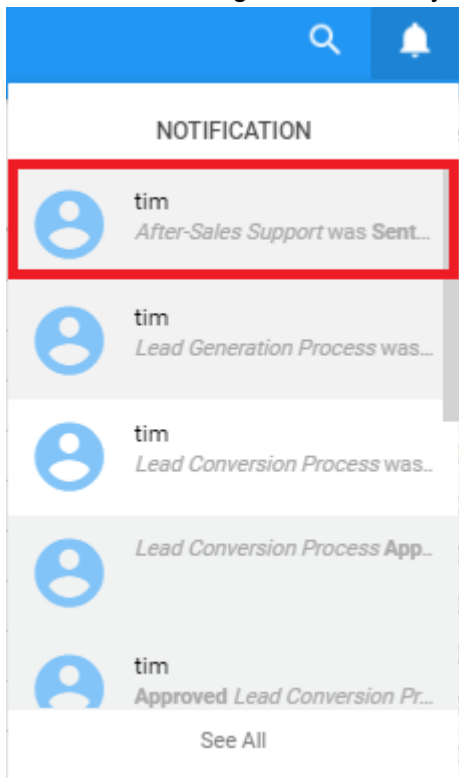 NOTIFICATION
tim
After-Sales Support was Sent...
tim
Lead Generation Process was...
tim
Lead Conversion Process was..
Lead Conversion Process App..
tim
Approved Lead Conversion Pr...
See All